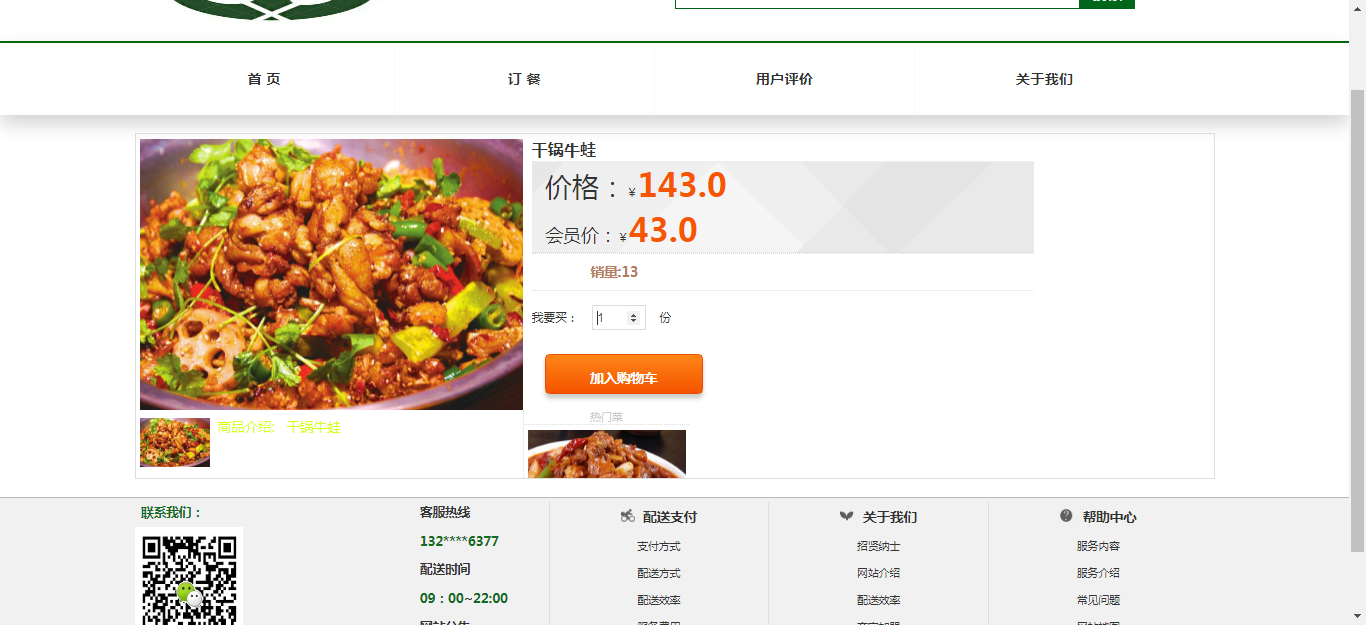 首 页
订 餐
用户评价
关于我们
干锅牛蛙
价格：¥143.0
会员价：¥43.0
销量:13
我要买： 1 份
加入购物车
热门菜
商品介绍: 干锅牛蛙
联系我们：
客服热线
132****6377
配送时间
09：00~22:00
配送支付
支付方式
配送方式
配送效率
关于我们
招贤纳士
网站介绍
配送效率
帮助中心
服务内容
服务介绍
常见问题